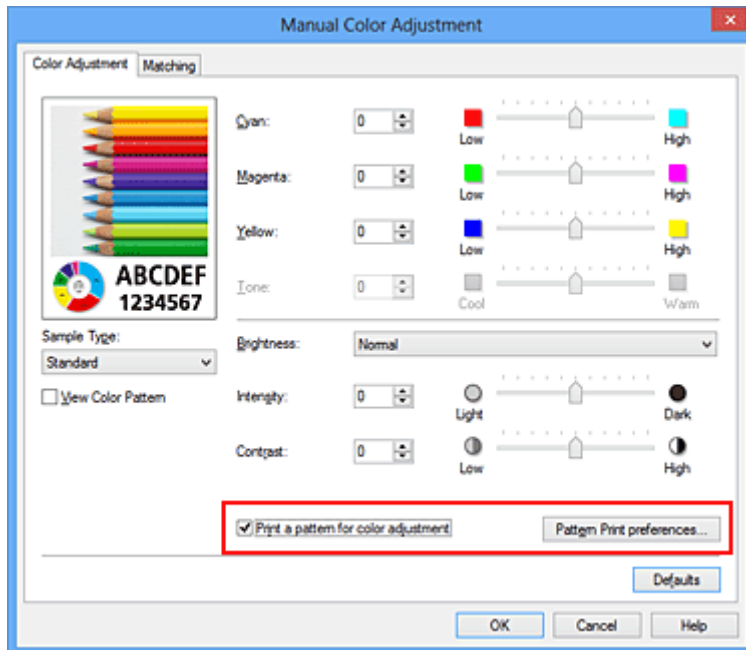 Manual Color Adjustment
x
Color Adjustment Matching
Cyan: 0 Low High
Magenta: 0 Low High
Yellow: 0 Low High
ABCDEF
1234567
Tone: 0 Cool Warm
Sample Type:
Standard
View Color Pattern
Brightness: Normal
Intensity: 0 Light Dark
Contrast: 0 Low High
Print a pattern for color adjustment Pattern Print preferences...
Defaults
OK Cancel Help